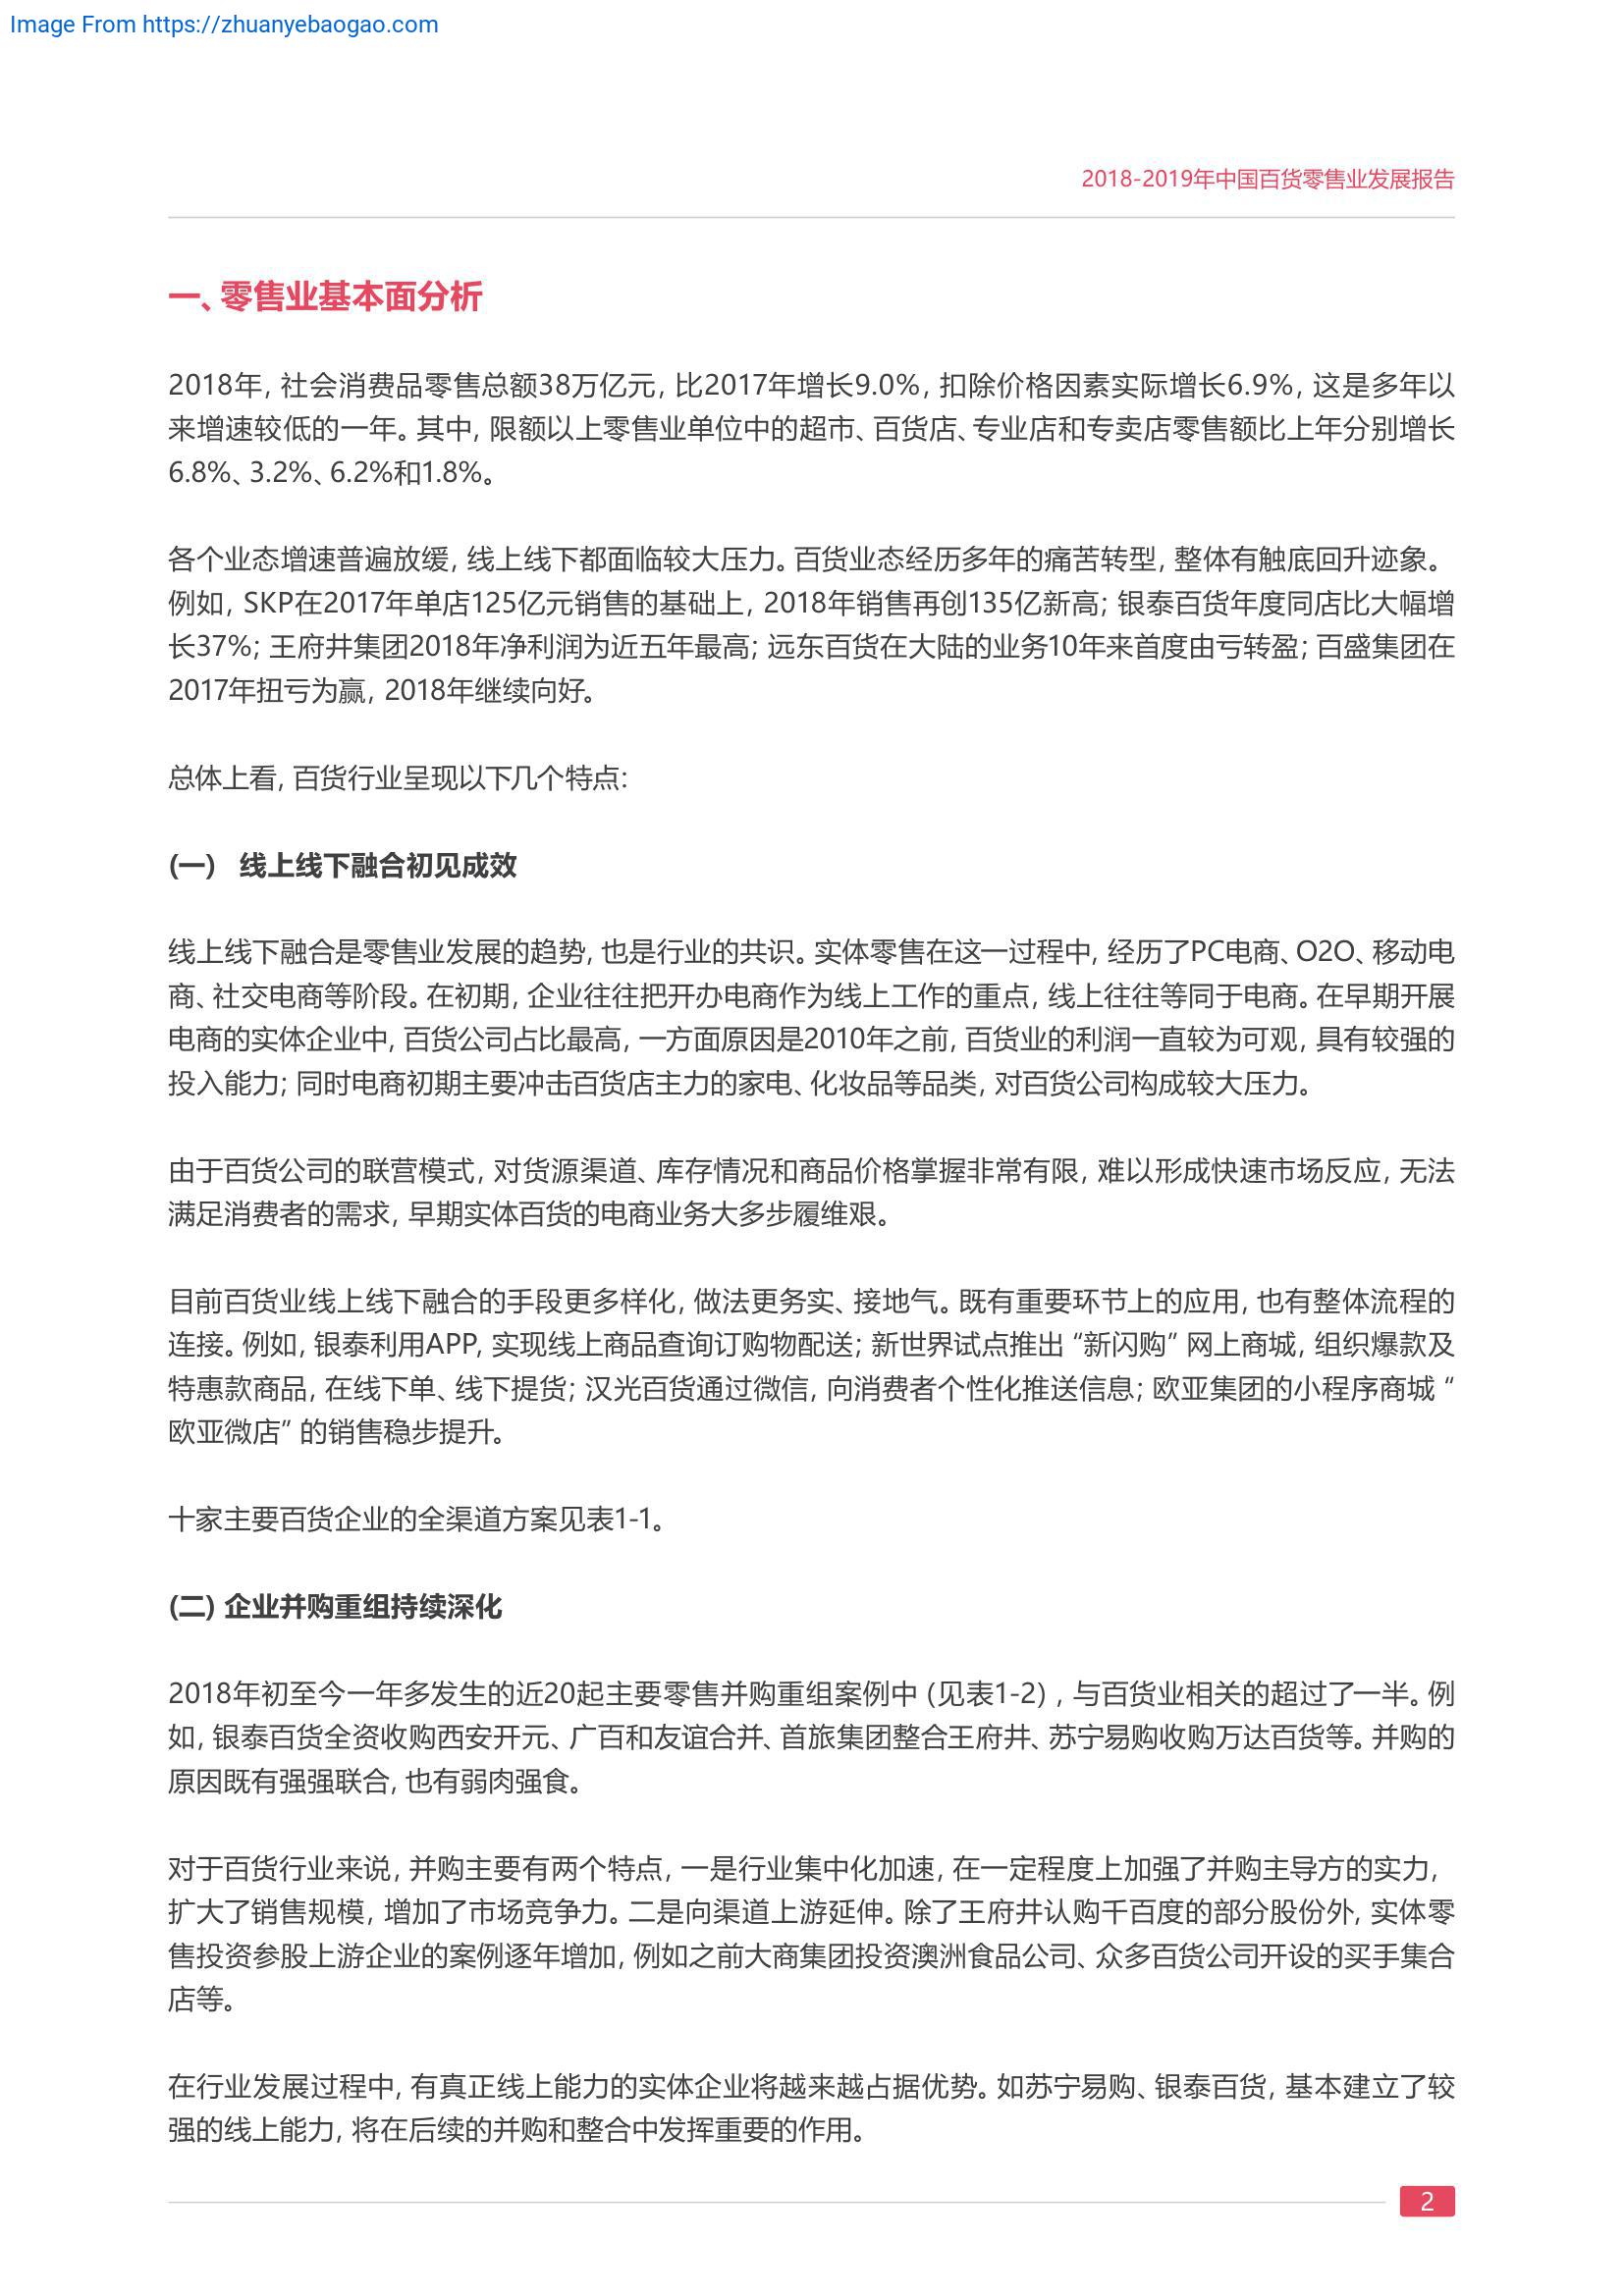 Image From https://zhuanyebaogao.com
2018-2019年中国百货零售业发展报告
一、零售业基本面分析
2018年, 社会消费品零售总额38万亿元, 比2017年增长9.0%, 扣除价格因素实际增长6.9%, 这是多年以
来增速较低的一年。其中, 限额以上零售业单位中的超市、百货店、专业店和专卖店零售额比上年分别增长
6.8%、3.2%、6.2%和1.8%。
各个业态增速普遍放缓, 线上线下都面临较大压力。百货业态经历多年的痛苦转型, 整体有触底回升迹象。
例如, SKP在2017年单店125亿元销售的基础上, 2018年销售再创135亿新高; 银泰百货年度同店比大幅增
长37%; 王府井集团2018年净利润为近五年最高; 远东百货在大陆的业务10年来首度由亏转盈; 百盛集团在
2017年扭亏为赢, 2018年继续向好。
总体上看, 百货行业呈现以下几个特点:
(一) 线上线下融合初见成效
线上线下融合是零售业发展的趋势, 也是行业的共识。实体零售在这一过程中, 经历了PC电商、O2O、移动电
商、社交电商等阶段。在初期, 企业往往把开办电商作为线上工作的重点, 线上往往等同于电商。在早期开展
电商的实体企业中, 百货公司占比最高, 一方面原因是2010年之前, 百货业的利润一直较为可观, 具有较强的
投入能力; 同时电商初期主要冲击百货店主力的家电、化妆品等品类, 对百货公司构成较大压力。
由于百货公司的联营模式, 对货源渠道、库存情况和商品价格掌握非常有限, 难以形成快速市场反应, 无法
满足消费者的需求, 早期实体百货的电商业务大多步履维艰。
目前百货业线上线下融合的手段更多样化, 做法更务实、接地气。既有重要环节上的应用, 也有整体流程的
连接。例如, 银泰利用APP, 实现线上商品查询订购物配送; 新世界试点推出 “新闪购” 网上商城, 组织爆款及
特惠款商品, 在线下单、线下提货; 汉光百货通过微信, 向消费者个性化推送信息; 欧亚集团的小程序商城 “
欧亚微店” 的销售稳步提升。
十家主要百货企业的全渠道方案见表1-1。
(二) 企业并购重组持续深化
2018年初至今一年多发生的近20起主要零售并购重组案例中 (见表1-2) , 与百货业相关的超过了一半。例
如, 银泰百货全资收购西安开元、广百和友谊合并、首旅集团整合王府井、苏宁易购收购万达百货等。并购的
原因既有强强联合, 也有弱肉强食。
对于百货行业来说, 并购主要有两个特点, 一是行业集中化加速, 在一定程度上加强了并购主导方的实力,
扩大了销售规模, 增加了市场竞争力。二是向渠道上游延伸。除了王府井认购千百度的部分股份外, 实体零
售投资参股上游企业的案例逐年增加, 例如之前大商集团投资澳洲食品公司、众多百货公司开设的买手集合
店等。
在行业发展过程中, 有真正线上能力的实体企业将越来越占据优势。如苏宁易购、银泰百货, 基本建立了较
强的线上能力, 将在后续的并购和整合中发挥重要的作用。
2